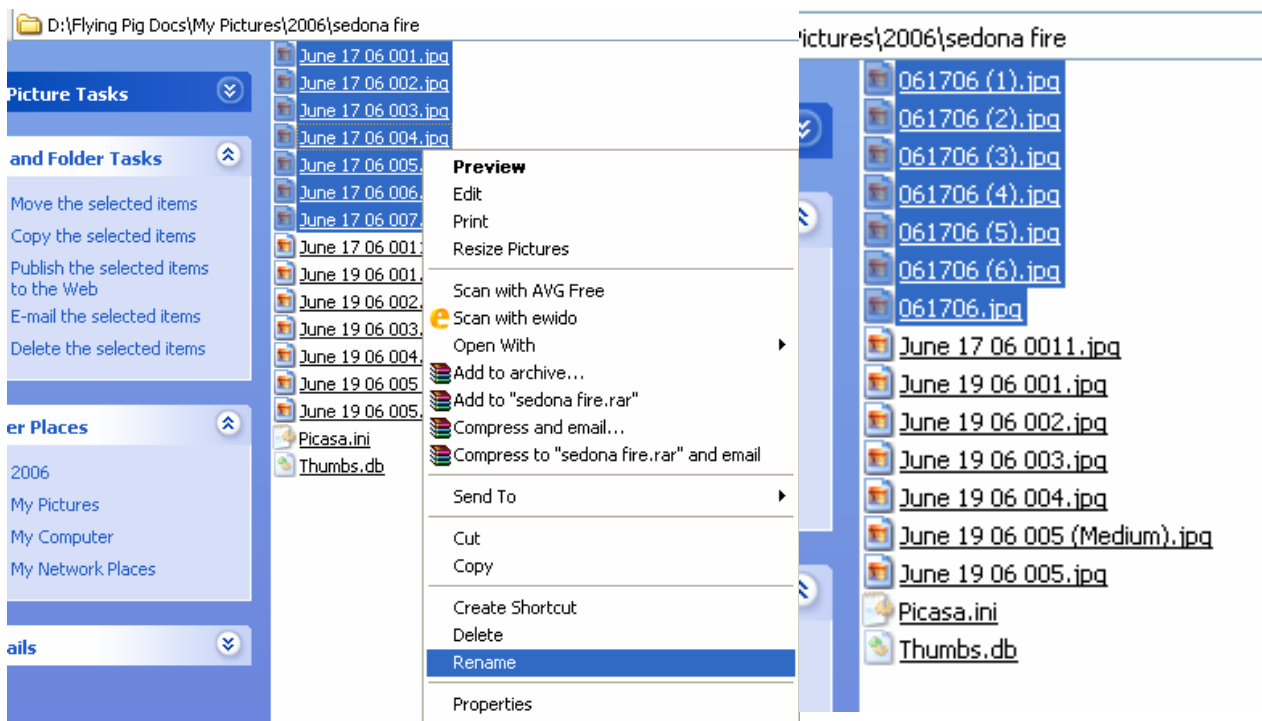 D:\Flying Pig Docs\My Pictures\2006\sedona fire
Picture Tasks
and Folder Tasks
Move the selected items
Copy the selected items
Publish the selected items
to the Web
E-mail the selected items
Delete the selected items
er Places
2006
My Pictures
My Computer
My Network Places
ails
June 17 06 001.jpg
June 17 06 002.jpg
June 17 06 003.jpg
June 17 06 004.jpg
June 17 06 005.
June 17 06 006.
June 17 06 007.
June 17 06 001
June 19 06 001.
June 19 06 002.
June 19 06 003.
June 19 06 004.
June 19 06 005
June 19 06 005.
Picasa.ini
Thumbs.db
Preview
Edit
Print
Resize Pictures
Scan with AVG Free
Scan with ewido
Open With
Add to archive...
Add to "sedona fire.rar"
Compress and email...
Compress to "sedona fire.rar" and email
Send To
Cut
Copy
Create Shortcut
Delete
Rename
Properties
ictures\2006\sedona fire
061706 (1).jpg
061706 (2).jpg
061706 (3).jpg
061706 (4).jpg
061706 (5).jpg
061706 (6).jpg
061706.jpg
June 17 06 0011.jpg
June 19 06 001.jpg
June 19 06 002.jpg
June 19 06 003.jpg
June 19 06 004.jpg
June 19 06 005 (Medium).jpg
June 19 06 005.jpg
Picasa.ini
Thumbs.db